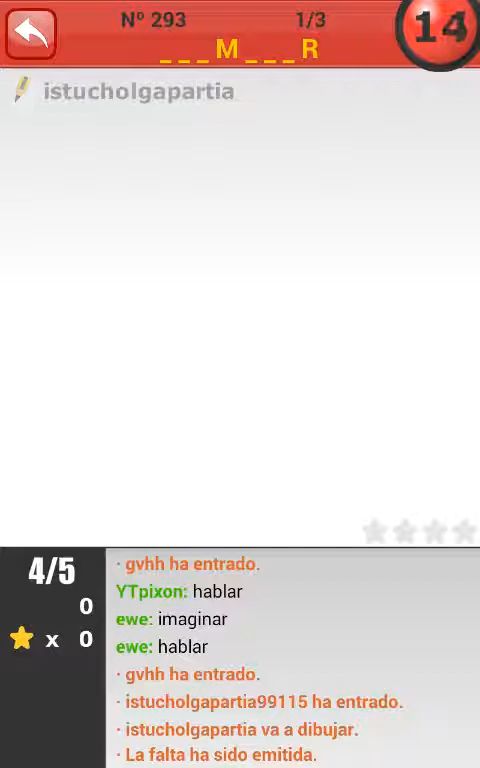 Nº 293 1/3 14
_ _ _ M _ _ _ R
istucholgapartia
4/5
0
x 0
· gvhh ha entrado.
YTpixon: hablar
ewe: imaginar
ewe: hablar
· gvhh ha entrado.
· istucholgapartia99115 ha entrado.
· istucholgapartia va a dibujar.
· La falta ha sido emitida.